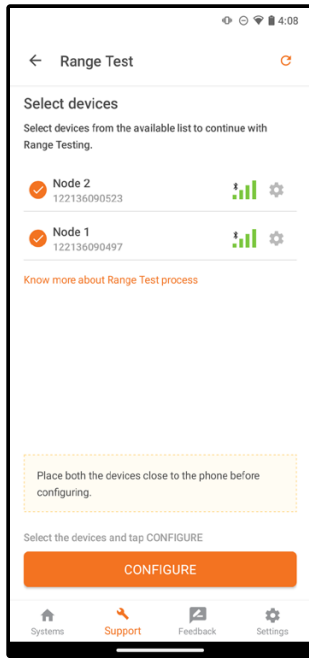 4:08
Range Test
Select devices
Select devices from the available list to continue with
Range Testing.
Node 2
122136090523
Node 1
122136090497
Know more about Range Test process
Place both the devices close to the phone before
configuring.
Select the devices and tap CONFIGURE
CONFIGURE
Systems
Support
Feedback
Settings